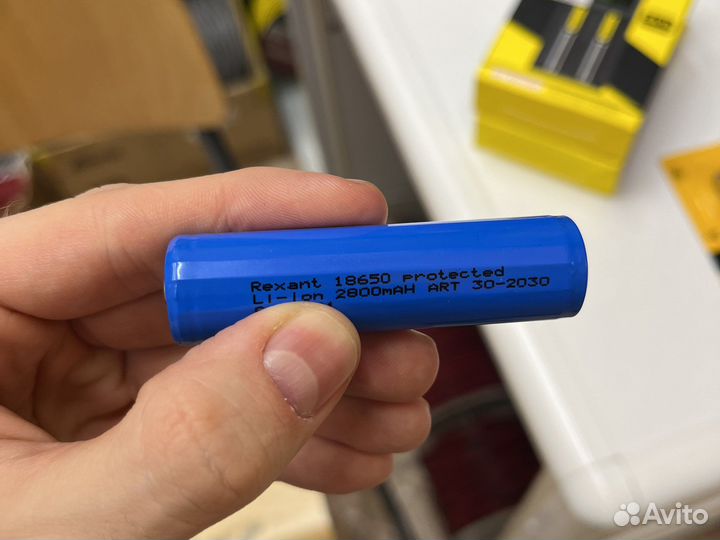 Rexant 18650 protected
Li-ion 2800mAH ART 30-2030
Avito